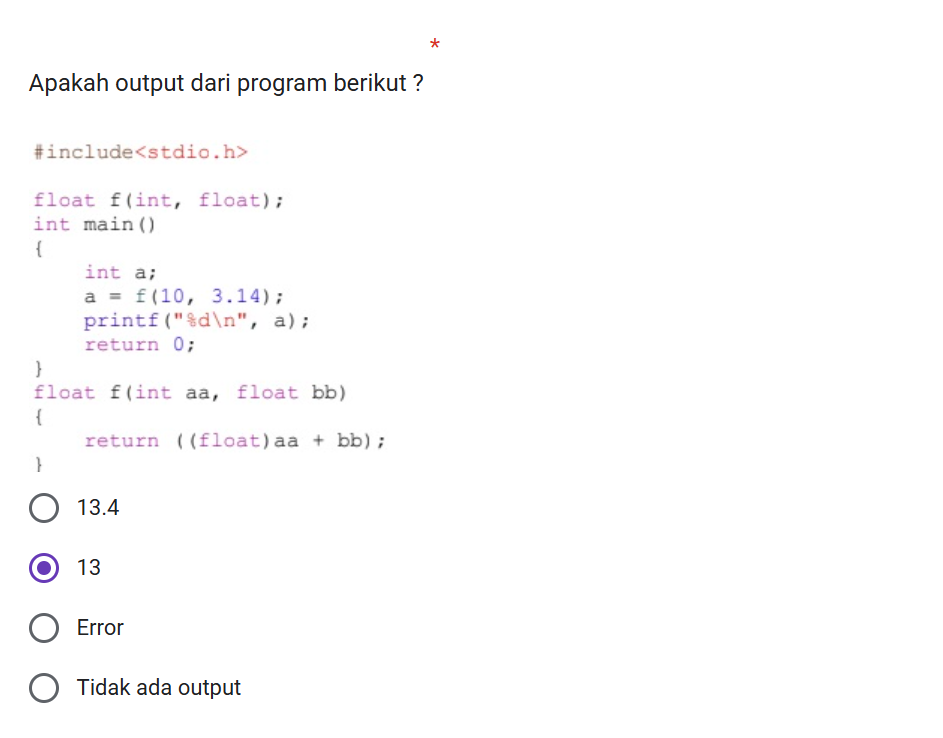 *
Apakah output dari program berikut ?
#include<stdio.h>
float f(int, float);
int main()
{
    int a;
    a = f(10, 3.14);
    printf("%d\n", a);
    return 0;
}
float f(int aa, float bb)
{
    return ((float)aa + bb);
}
13.4
13
Error
Tidak ada output